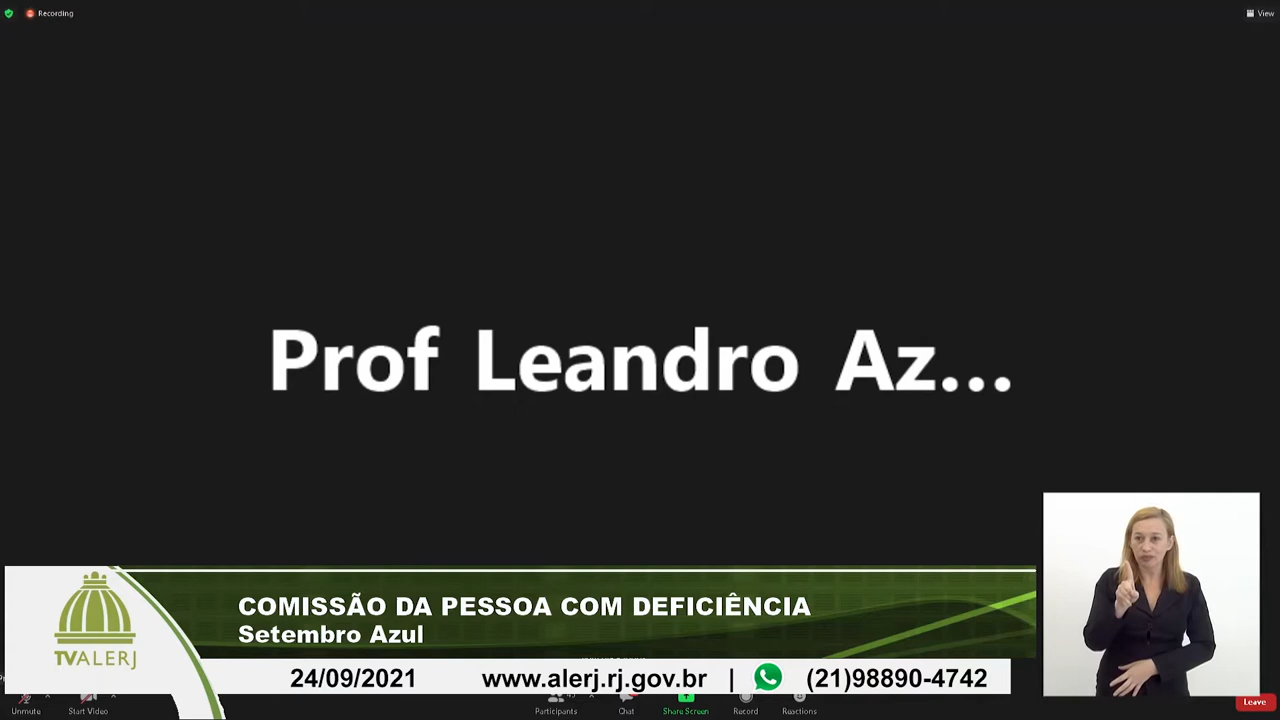 Recording
View
Prof Leandro Az...
COMISSÃO DA PESSOA COM DEFICIÊNCIA
Setembro Azul
TVALERJ
24/09/2021 www.alerj.rj.gov.br | (21)98890-4742
Unmute Start Video Participants Chat Share Screen Record Reactions Leave